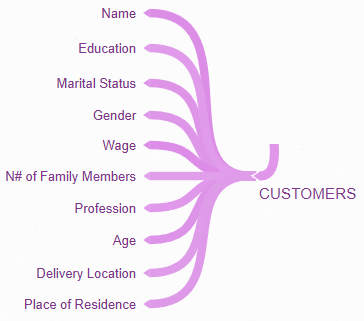 Name
Education
Marital Status
Gender
Wage
N# of Family Members
CUSTOMERS
Profession
Age
Delivery Location
Place of Residence